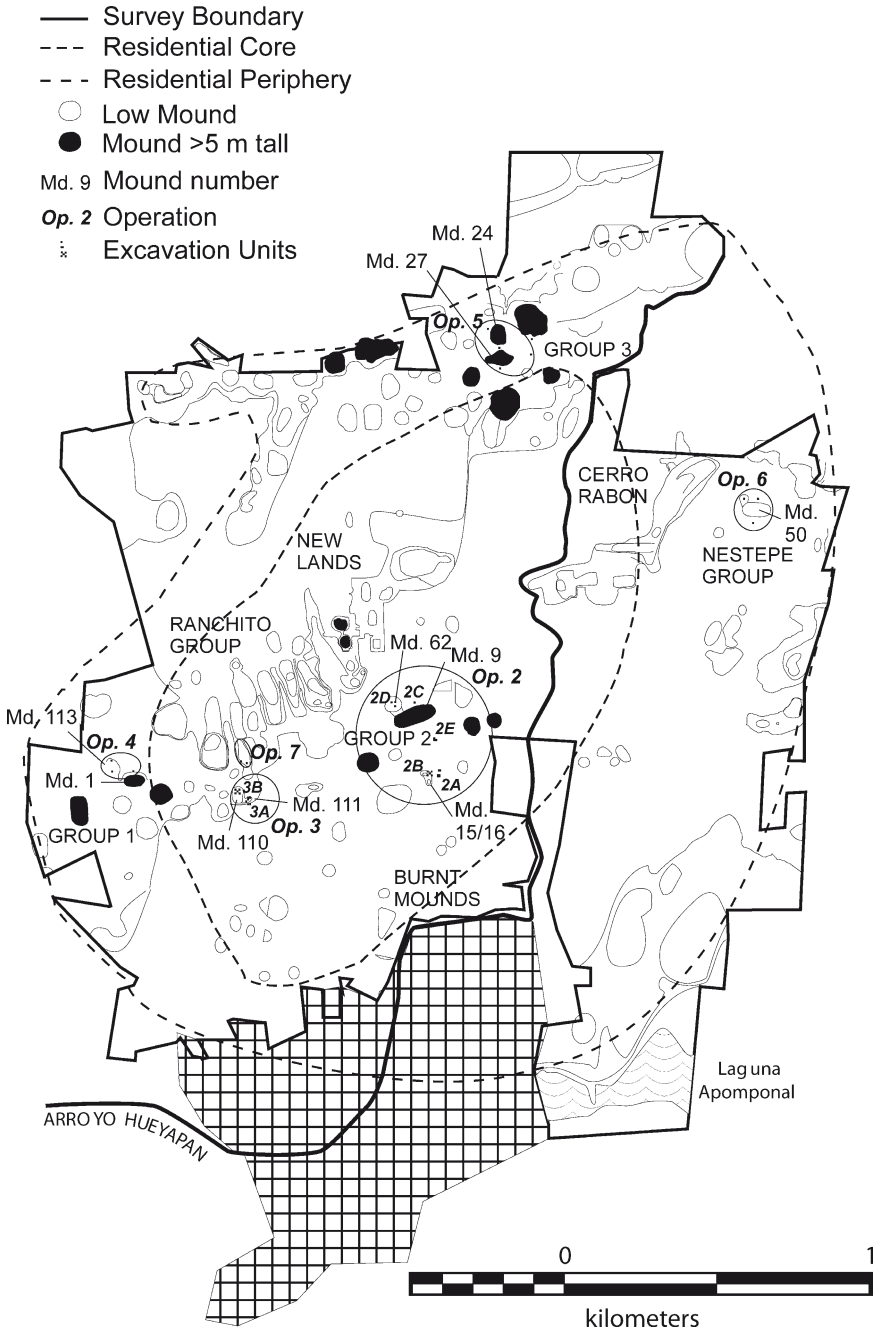 Survey Boundary
Residential Core
Residential Periphery
Low Mound
Mound >5 m tall
Md. 9 Mound number
Op. 2 Operation
Excavation Units
Md. 24
Md. 27
Op. 5
GROUP 3
CERRO
RABON
Op. 6
Md.
50
NESTEPE
GROUP
NEW
LANDS
RANCHITO
GROUP
Md. 62
Md. 9
Op. 2
2D
2C
2E
GROUP 2
2B
2A
Md.
15/16
Md. 113
Op. 4
Md. 1
GROUP 1
Op. 7
3B
3A
Md. 111
Md. 110
Op. 3
BURNT
MOUNDS
Laguna
Apomponal
ARROYO HUEYAPAN
0 1
kilometers